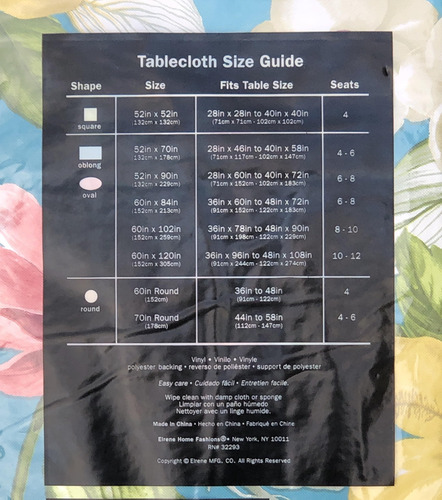 Tablecloth Size Guide
Shape Size Fits Table Size Seats
square 52in x 52in 28in x 28in to 40in x 40in 4
(132cm x 132cm) (71cm x 71cm - 102cm x 102cm)
oblong 52in x 70in 28in x 46in to 40in x 58in 4 - 6
(132cm x 178cm) (71cm x 117cm - 102cm x 147cm)
oval 52in x 90in 28in x 60in to 40in x 72in 6 - 8
(132cm x 229cm) (71cm x 152cm - 102cm x 183cm)
60in x 84in 36in x 60in to 48in x 72in 6 - 8
(152cm x 213cm) (91cm x 152cm - 122cm x 183cm)
60in x 102in 36in x 78in to 48in x 90in 8 - 10
(152cm x 259cm) (91cm x 198cm - 122cm x 229cm)
60in x 120in 36in x 96in to 48in x 108in 10 - 12
(152cm x 305cm) (91cm x 244cm - 122cm x 274cm)
round 60in Round 36in to 48in 4
(152cm) (91cm - 122cm)
70in Round 44in to 58in 4 - 6
(178cm) (112cm - 147cm)
Vinyl • Vinilo • Vinyle
polyester backing • reverso de poliéster • support de polyester
Easy care • Cuidado fácil • Entretien facile.
Wipe clean with damp cloth or sponge
Limpiar con un paño húmedo
Nettoyer avec un linge humide.
Made in China • Hecho en China • Fabriqué en Chine
Elrene Home Fashions® • New York, NY 10011
RN# 32293
Copyright © Elrene MFG. CO. All Rights Reserved